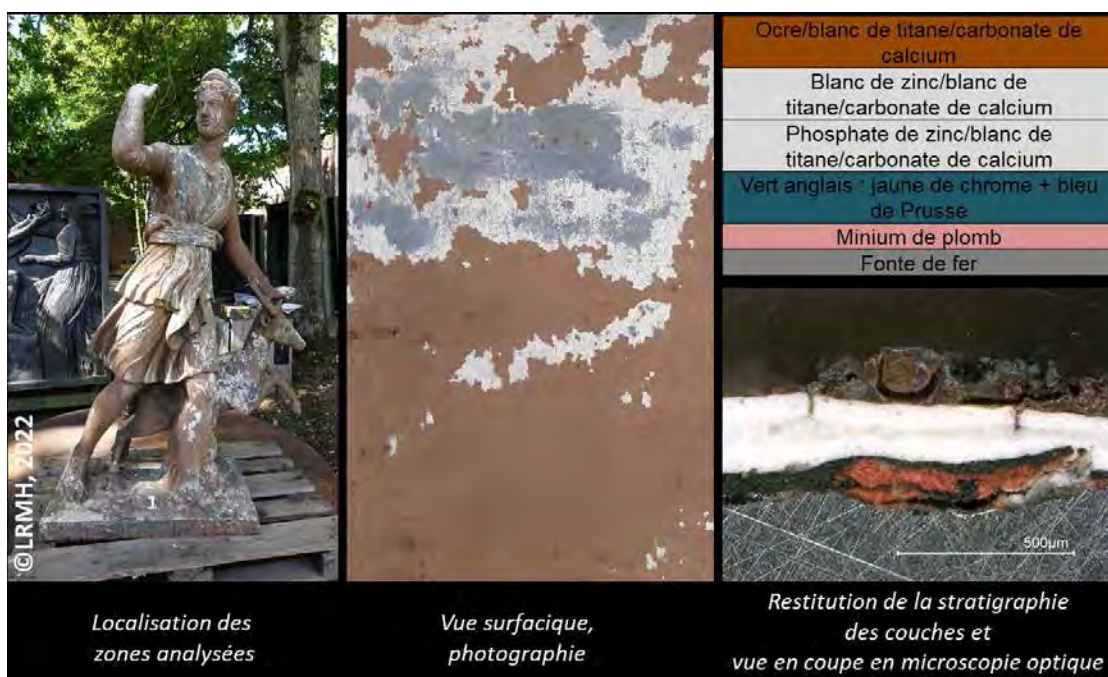 ©LRMH, 2022
1
Localisation des
zones analysées
1
Vue surfacique,
photographie
Ocre/blanc de titane/carbonate de
calcium
Blanc de zinc/blanc de
titane/carbonate de calcium
Phosphate de zinc/blanc de
titane/carbonate de calcium
Vert anglais : jaune de chrome + bleu
de Prusse
Minium de plomb
Fonte de fer
500µm
Restitution de la stratigraphie
des couches et
vue en coupe en microscopie optique